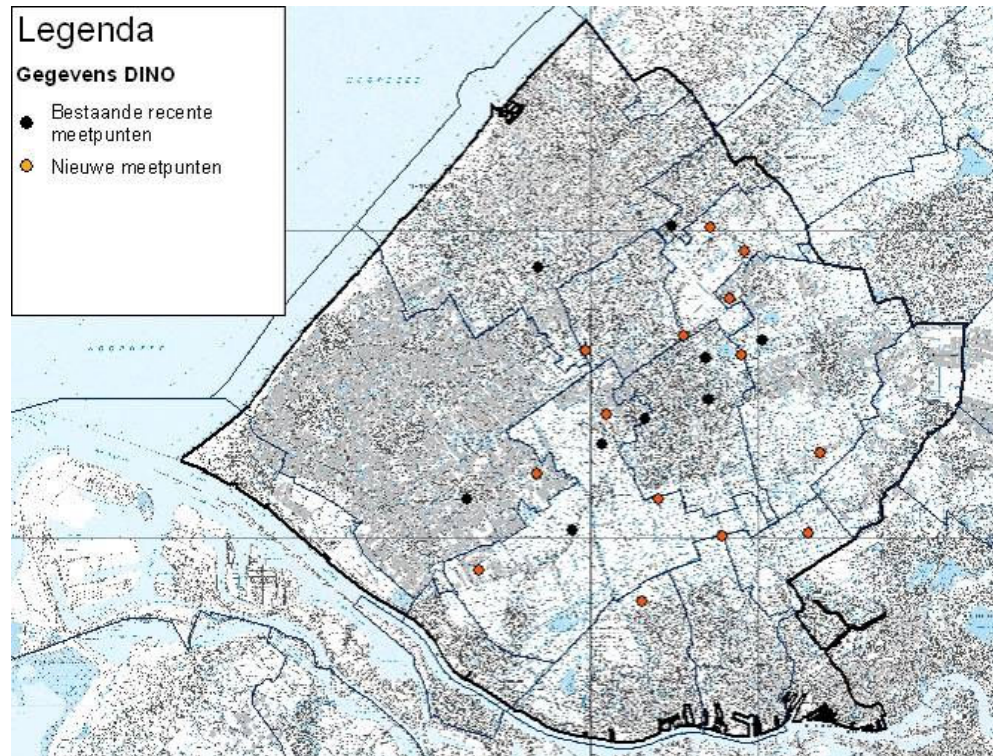 Legenda
Gegevens DINO
Bestaande recente
meetpunten
Nieuwe meetpunten